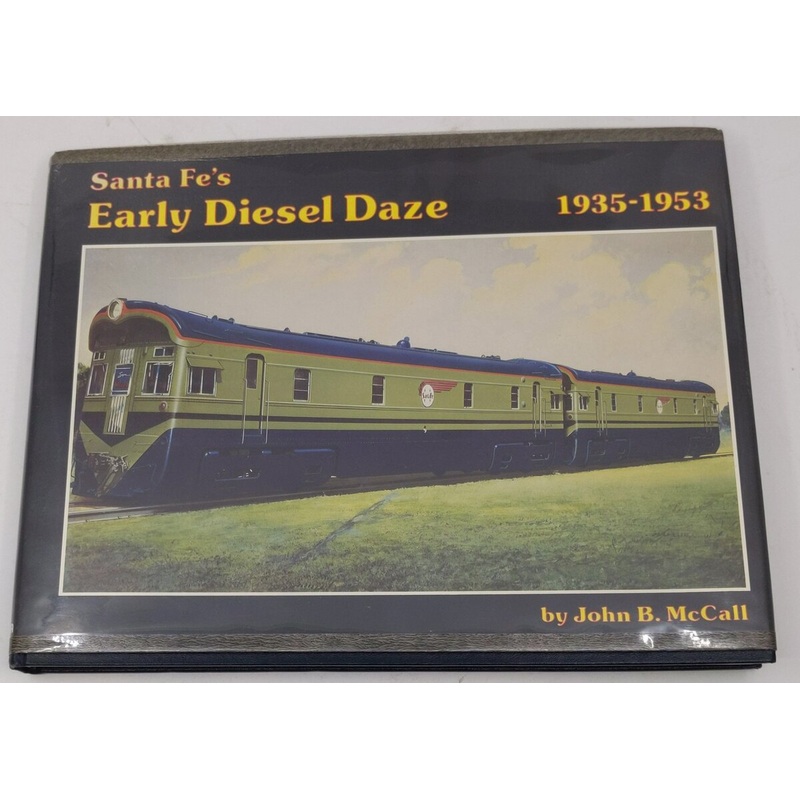 Santa Fe's
Early Diesel Daze
1935-1953
by John B. McCall